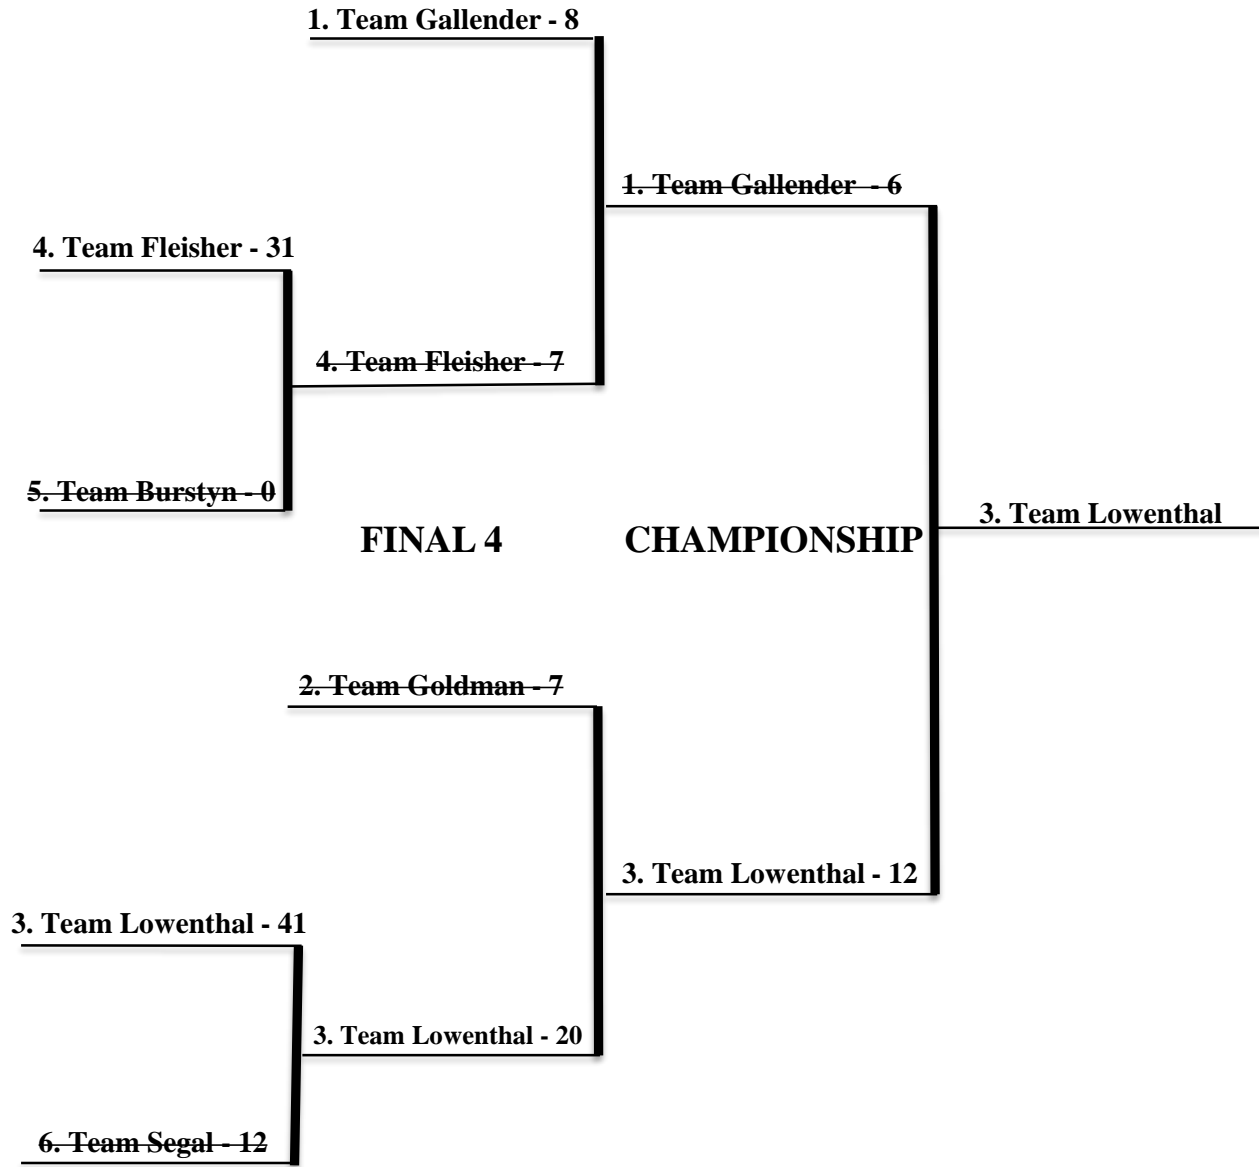 1. Team Gallender - 8
1. Team Gallender - 6
4. Team Fleisher - 31
4. Team Fleisher - 7
5. Team Burstyn - 0
3. Team Lowenthal
FINAL 4
CHAMPIONSHIP
2. Team Goldman - 7
3. Team Lowenthal - 12
3. Team Lowenthal - 41
3. Team Lowenthal - 20
6. Team Segal - 12